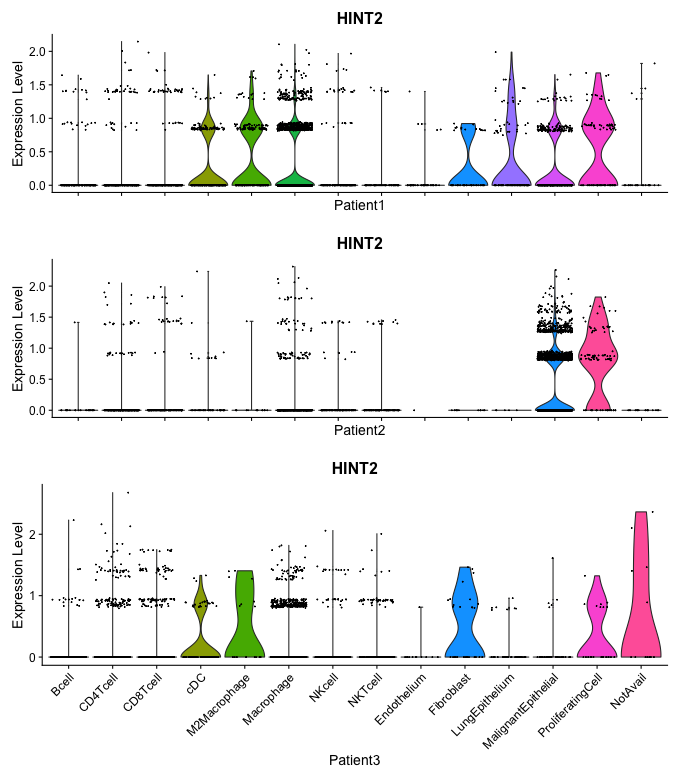 HINT2
Expression Level
2.0
1.5
1.0
0.5
0.0
Patient1
HINT2
Expression Level
2.0
1.5
1.0
0.5
0.0
Patient2
HINT2
Expression Level
2
1
0
Bcell
CD4Tcell
CD8Tcell
cDC
M2Macrophage
Macrophage
NKcell
NKTcell
Endothelium
Fibroblast
LungEpithelium
MalignantEpithelial
ProliferatingCell
NotAvail
Patient3